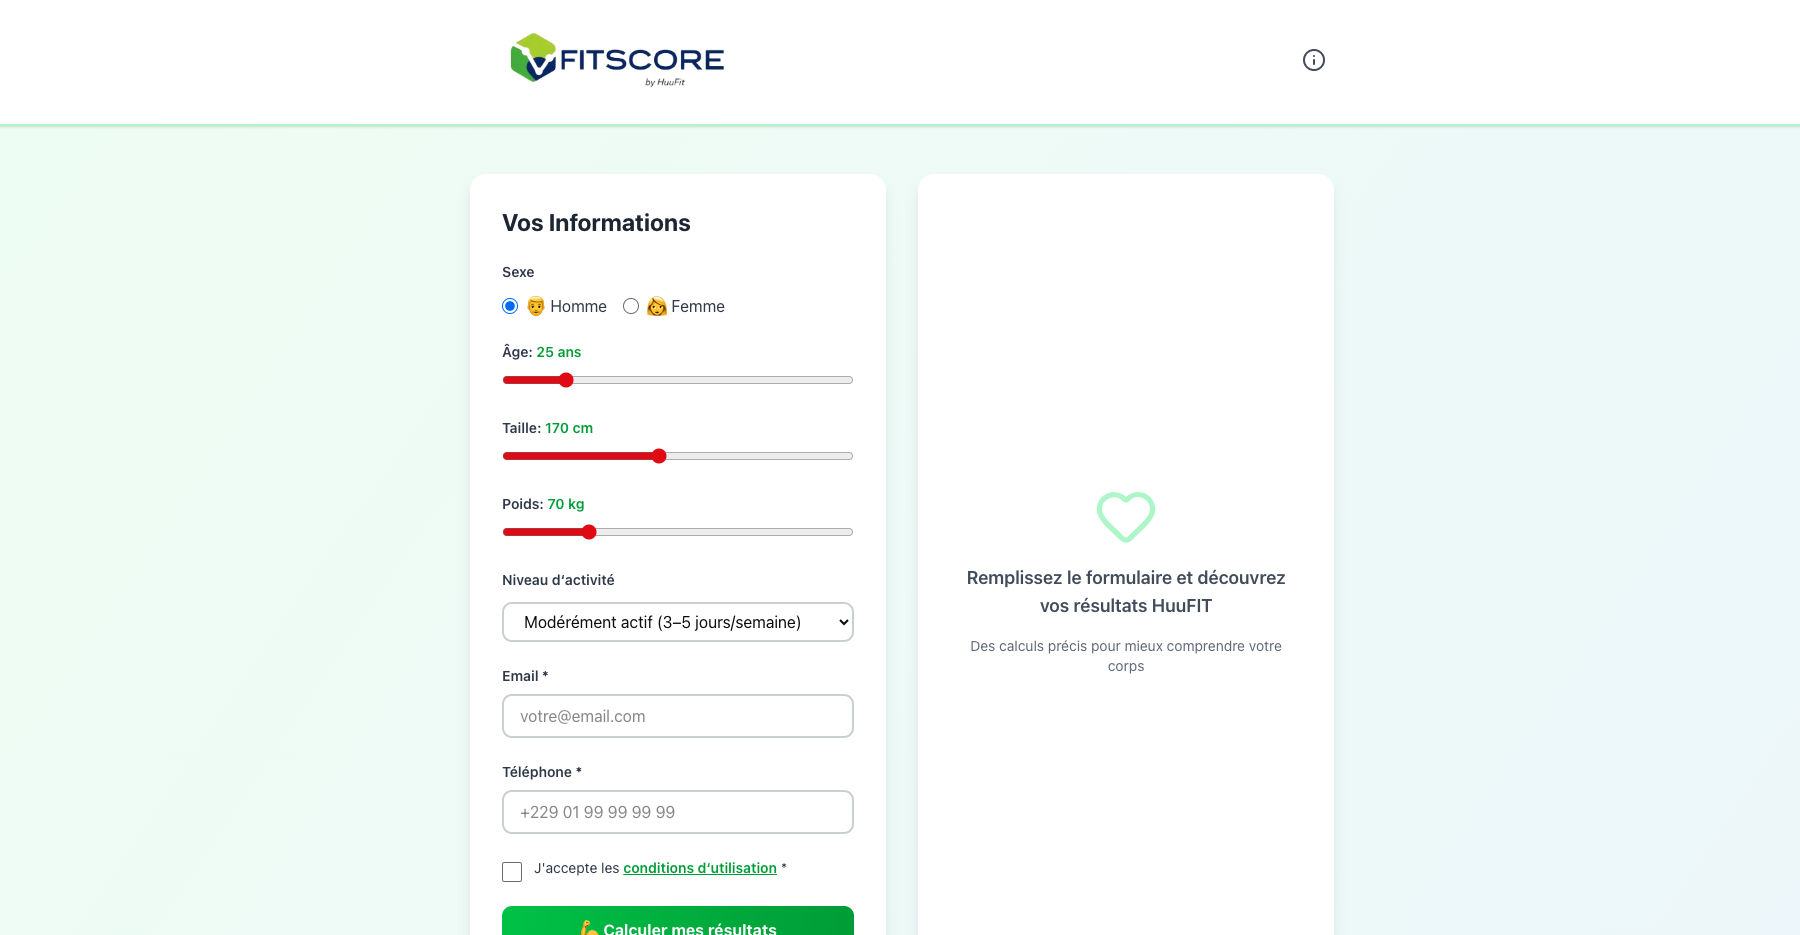 FITSCORE
by HuuFit
Vos Informations
Sexe
👨 Homme
👩 Femme
Âge: 25 ans
Taille: 170 cm
Poids: 70 kg
Niveau d‘activité
Modérément actif (3–5 jours/semaine)
Email *
votre@email.com
Téléphone *
+229 01 99 99 99 99
J'accepte les conditions d‘utilisation *
💪 Calculer mes résultats
Remplissez le formulaire et découvrez
vos résultats HuuFIT
Des calculs précis pour mieux comprendre votre
corps